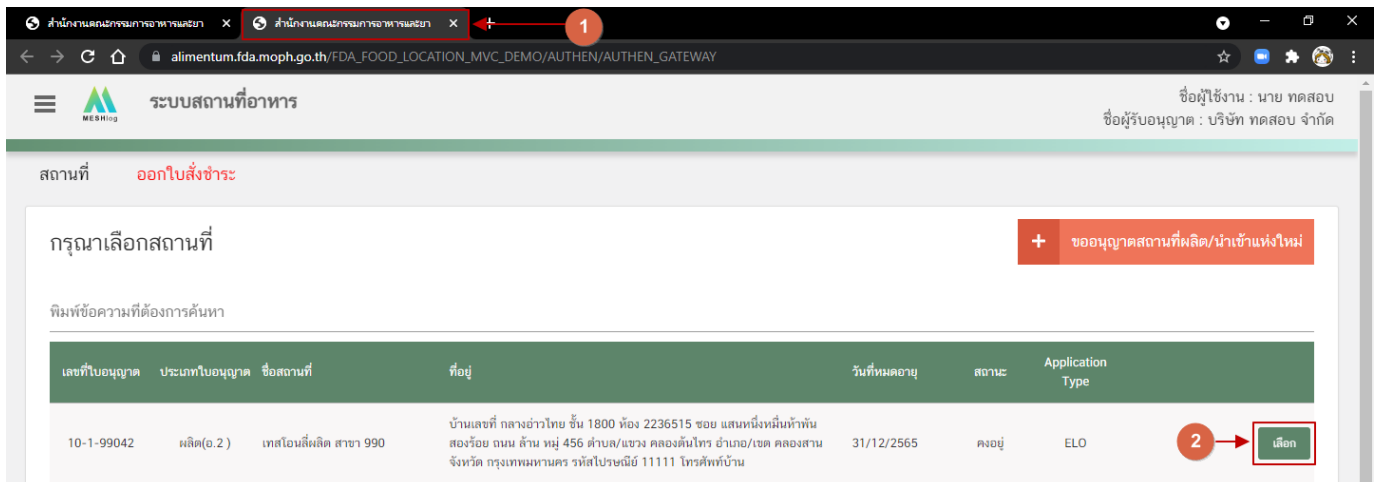 สำนักงานคณะกรรมการอาหารและยา
สำนักงานคณะกรรมการอาหารและยา
1
alimentum.fda.moph.go.th/FDA_FOOD_LOCATION_MVC_DEMO/AUTHEN/AUTHEN_GATEWAY
MESHlog
ระบบสถานที่อาหาร
ชื่อผู้ใช้งาน : นาย ทดสอบ
ชื่อผู้รับอนุญาต : บริษัท ทดสอบ จำกัด
สถานที่ ออกใบสั่งชำระ
กรุณาเลือกสถานที่
+ ขออนุญาตสถานที่ผลิต/นำเข้าแห่งใหม่
พิมพ์ข้อความที่ต้องการค้นหา
เลขที่ใบอนุญาต ประเภทใบอนุญาต ชื่อสถานที่ ที่อยู่ วันที่หมดอายุ สถานะ Application
Type
บ้านเลขที่ กลางอ่าวไทย ชั้น 1800 ห้อง 2236515 ซอย แสนหนึ่งหมื่นห้าพัน
10-1-99042 ผลิต(อ.2 ) เทสโอนสี่ผลิต สาขา 990 สองร้อย ถนน ล้าน หมู่ 456 ตำบล/แขวง คลองต้นไทร อำเภอ/เขต คลองสาน 31/12/2565 คงอยู่ ELO 2 เลือก
จังหวัด กรุงเทพมหานคร รหัสไปรษณีย์ 11111 โทรศัพท์บ้าน